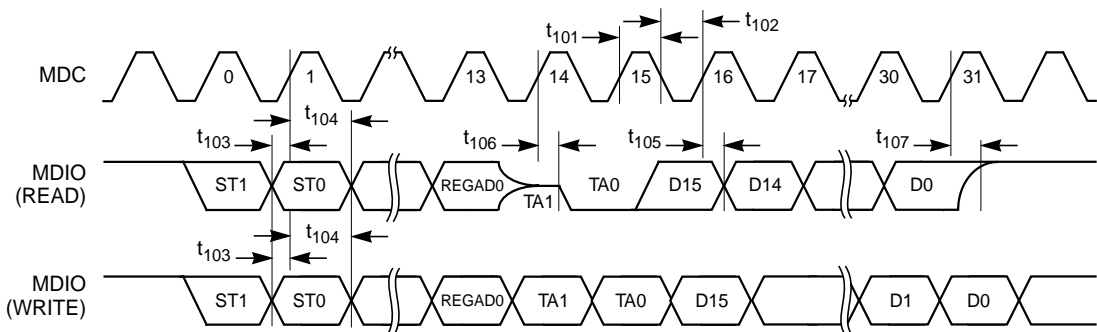 t101 t102
MDC 0 1 13 14 15 16 17 30 31
t103 t104 t106 t105 t107
MDIO
(READ) ST1 ST0 REGAD0 TA1 TA0 D15 D14 D0
t103 t104
MDIO
(WRITE) ST1 ST0 REGAD0 TA1 TA0 D15 D1 D0